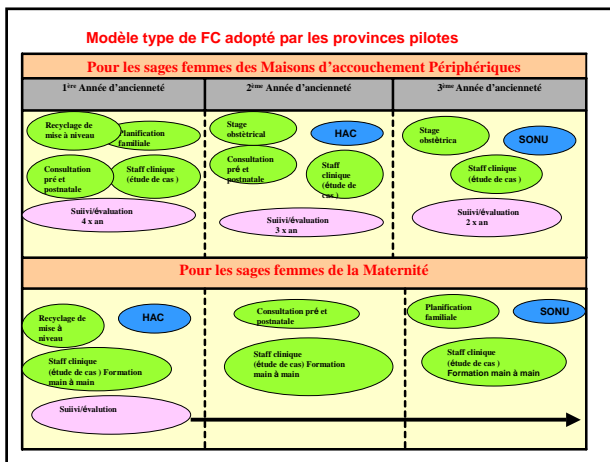 Modèle type de FC adopté par les provinces pilotes
Pour les sages femmes des Maisons d'accouchement Périphériques
1ère Année d'ancienneté
2ème Année d'ancienneté
3ème Année d'ancienneté
Recyclage de
mise à niveau
Planification
familiale
Consultation
pré et
postnatale
Staff clinique
(étude de cas )
Suiivi/évaluation
4 x an
Stage
obstétrical
HAC
Consultation
pré et
postnatale
Staff
clinique
(étude de
cas )
Suiivi/évaluation
3 x an
Stage
obstètrica
SONU
Staff clinique
(étude de cas)
Suiivi/évaluation
2 x an
Pour les sages femmes de la Maternité
Recyclage de
mise à
niveau
HAC
Staff clinique
(étude de cas) Formation
main à main
Suiivi/évalution
Consultation pré et
postnatale
Staff clinique
(étude de cas) Formation
main à main
Planification
familiale
SONU
Staff clinique
(étude de cas)
Formation main à main